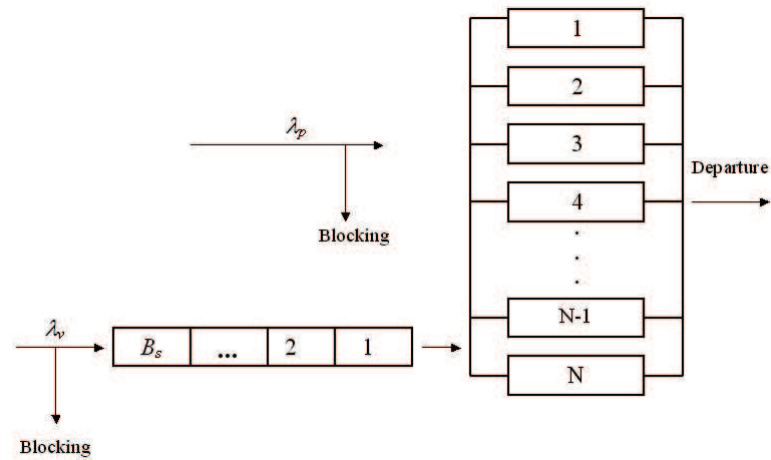 1
2
λp
3
Departure
4
Blocking
.
.
.
λv
N-1
Bs ... 2 1
N
Blocking